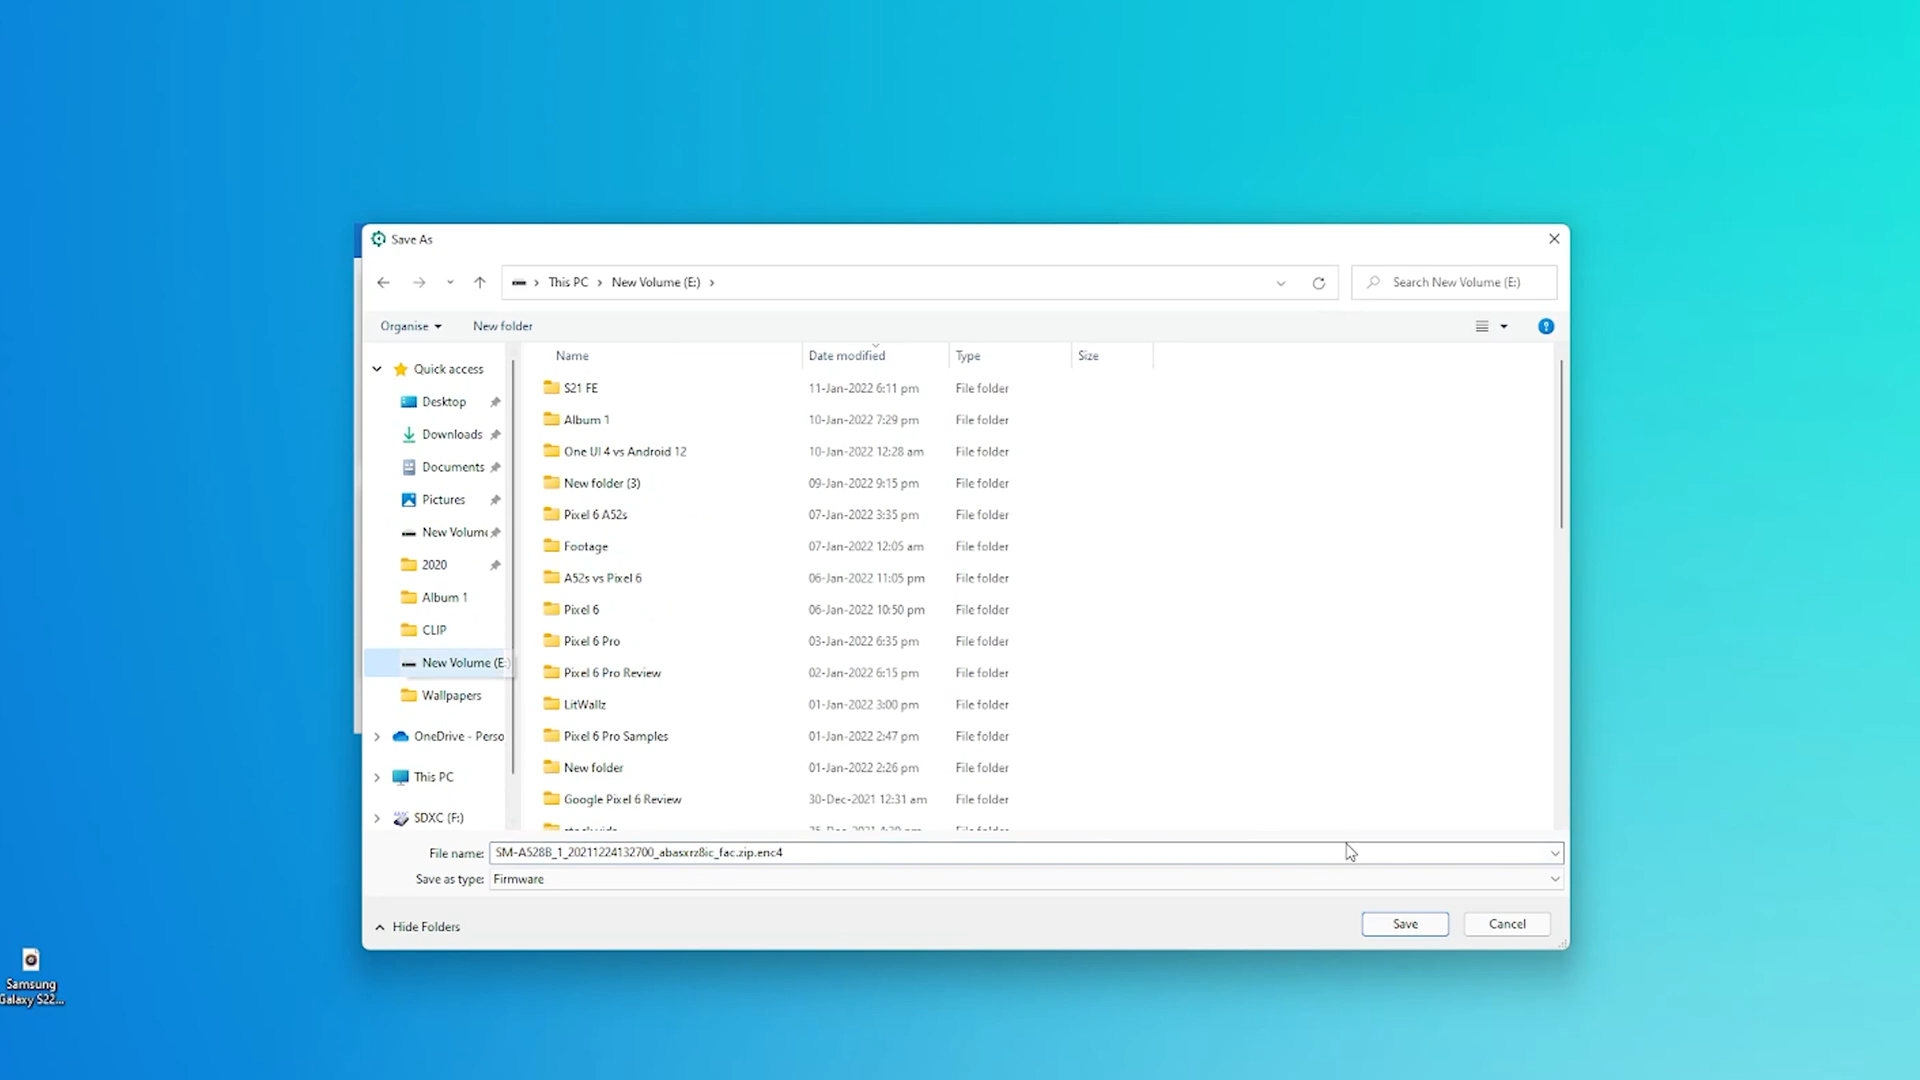 Save As
This PC
New Volume (E:)
Search New Volume (E:)
Organise
New folder
Name
Date modified
Type
Size
Quick access
Desktop
Downloads
Documents
Pictures
New Volume
2020
Album 1
CLIP
New Volume (E:)
Wallpapers
OneDrive - Perso
This PC
SDXC (F:)
S21 FE 11-Jan-2022 6:11 pm File folder
Album 1 10-Jan-2022 7:29 pm File folder
One UI 4 vs Android 12 10-Jan-2022 12:28 am File folder
New folder (3) 09-Jan-2022 9:15 pm File folder
Pixel 6 A52s 07-Jan-2022 3:35 pm File folder
Footage 07-Jan-2022 12:05 am File folder
A52s vs Pixel 6 06-Jan-2022 11:05 pm File folder
Pixel 6 06-Jan-2022 10:50 pm File folder
Pixel 6 Pro 03-Jan-2022 6:35 pm File folder
Pixel 6 Pro Review 02-Jan-2022 6:15 pm File folder
LitWallz 01-Jan-2022 3:00 pm File folder
Pixel 6 Pro Samples 01-Jan-2022 2:47 pm File folder
New folder 01-Jan-2022 2:26 pm File folder
Google Pixel 6 Review 30-Dec-2021 12:31 am File folder
File name: SM-A528B_1_20211224132700_abasxrz8ic_fac.zip.enc4
Save as type: Firmware
Hide Folders
Save
Cancel
Samsung
Galaxy S22...